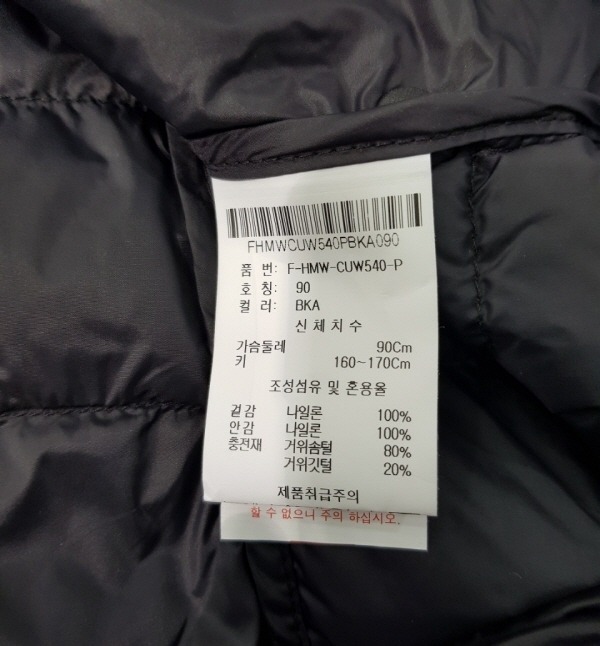 FHMWCUW540PBKA090
품 번: F-HMW-CUW540-P
호 칭: 90
컬 러: BKA
신 체 치 수
가슴둘레 90Cm
키 160~170Cm
조성섬유 및 혼용율
겉감 나일론 100%
안감 나일론 100%
충전재 거위솜털 80%
거위깃털 20%
제품취급주의
할 수 없으니 주의 하십시오.